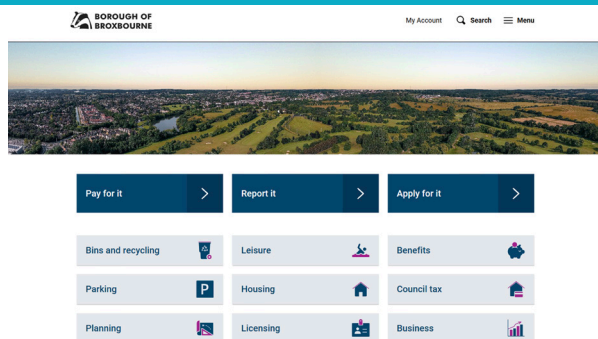 BOROUGH OF
BROXBOURNE
My Account Search Menu
Pay for it
Report it
Apply for it
Bins and recycling
Leisure
Benefits
Parking
P
Housing
Council tax
Planning
Licensing
Business